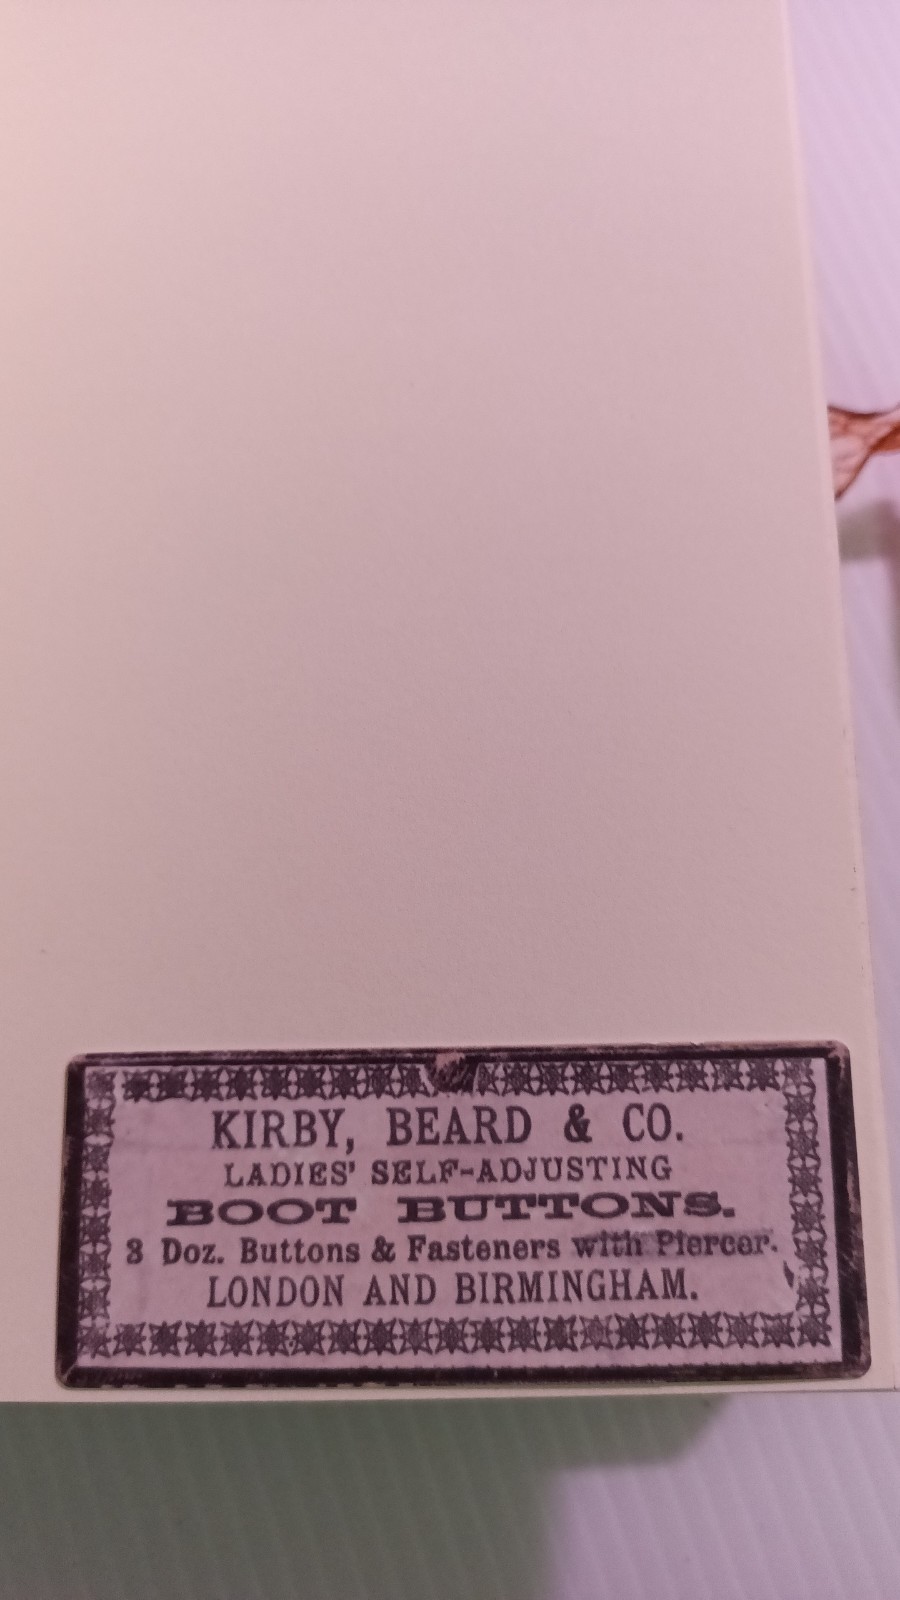 KIRBY, BEARD & CO.
LADIES' SELF-ADJUSTING
BOOT BUTTONS.
3 Doz. Buttons & Fasteners with Piercer.
LONDON AND BIRMINGHAM.